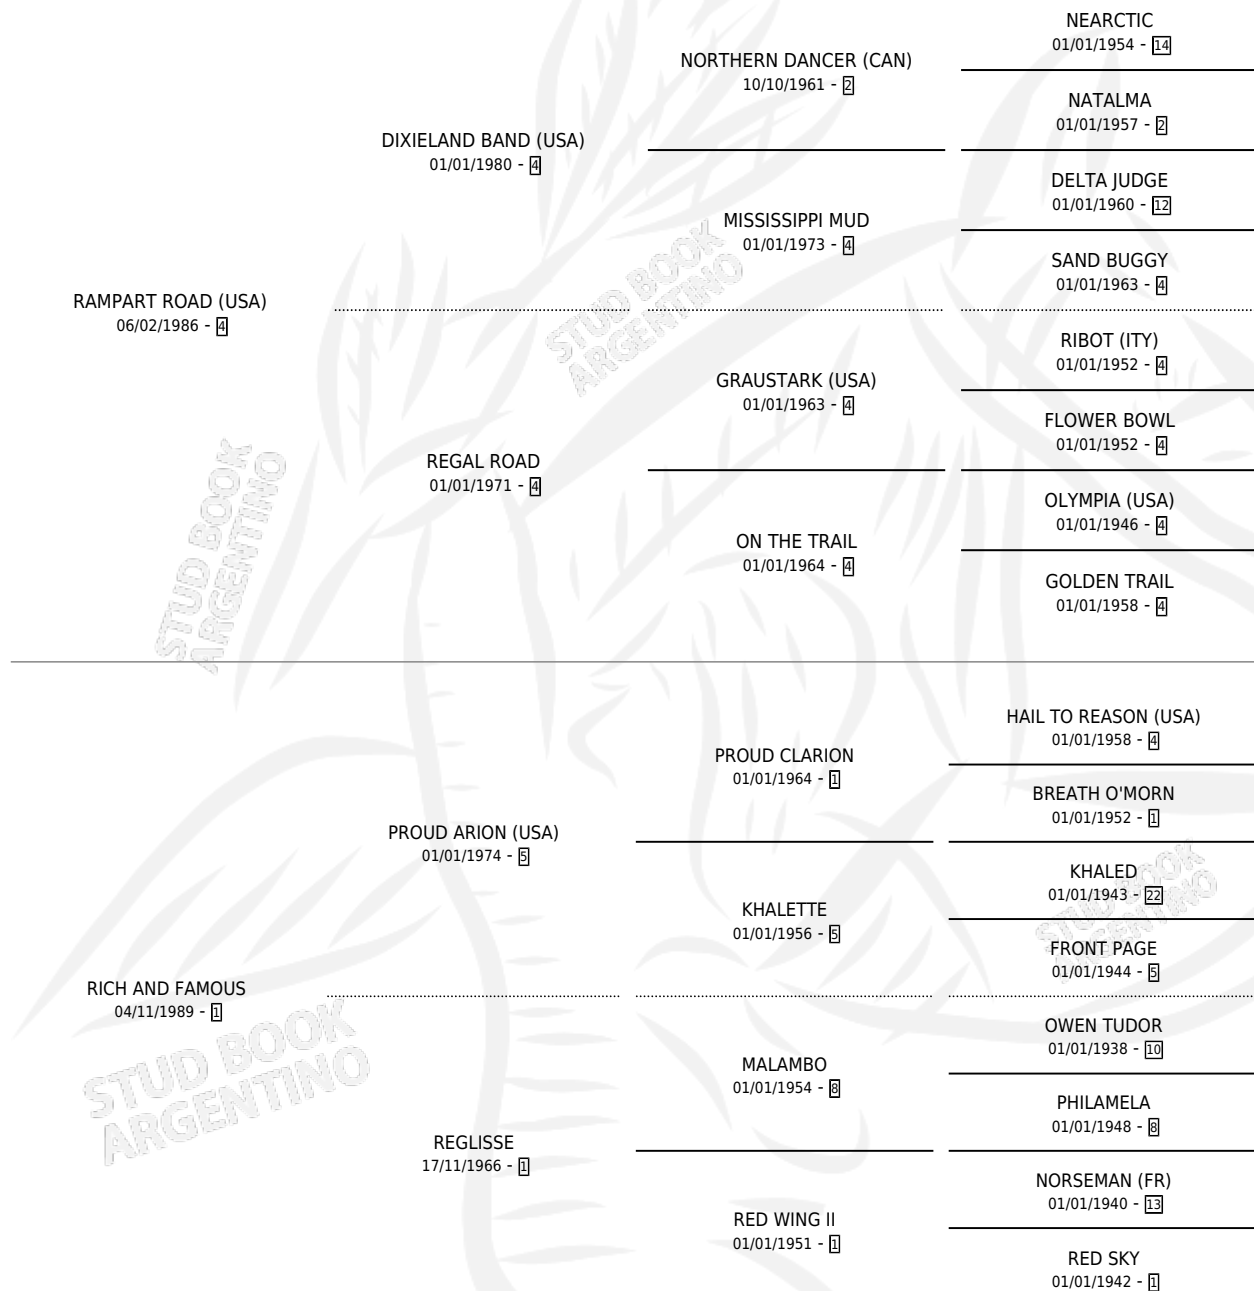 NEARCTIC
01/01/1954 - 14
NORTHERN DANCER (CAN)
10/10/1961 - 2
NATALMA
01/01/1957 - 2
DIXIELAND BAND (USA)
01/01/1980 - 4
DELTA JUDGE
01/01/1960 - 12
MISSISSIPPI MUD
01/01/1973 - 4
SAND BUGGY
01/01/1963 - 4
RAMPART ROAD (USA)
06/02/1986 - 4
STUD BOOK
ARGENTINO
RIBOT (ITY)
01/01/1952 - 4
GRAUSTARK (USA)
01/01/1963 - 4
FLOWER BOWL
01/01/1952 - 4
REGAL ROAD
01/01/1971 - 4
OLYMPIA (USA)
01/01/1946 - 4
ON THE TRAIL
01/01/1964 - 4
GOLDEN TRAIL
01/01/1958 - 4
STUD BOOK
ARGENTINO
HAIL TO REASON (USA)
01/01/1958 - 4
PROUD CLARION
01/01/1964 - 1
BREATH O'MORN
01/01/1952 - 1
PROUD ARION (USA)
01/01/1974 - 5
KHALED
01/01/1943 - 22
KHALETTE
01/01/1956 - 5
STUD BOOK
ARGENTINO
FRONT PAGE
01/01/1944 - 5
RICH AND FAMOUS
04/11/1989 - 1
OWEN TUDOR
01/01/1938 - 10
MALAMBO
01/01/1954 - 8
STUD BOOK
ARGENTINO
PHILAMELA
01/01/1948 - 8
REGLISSE
17/11/1966 - 1
NORSEMAN (FR)
01/01/1940 - 13
RED WING II
01/01/1951 - 1
RED SKY
01/01/1942 - 1